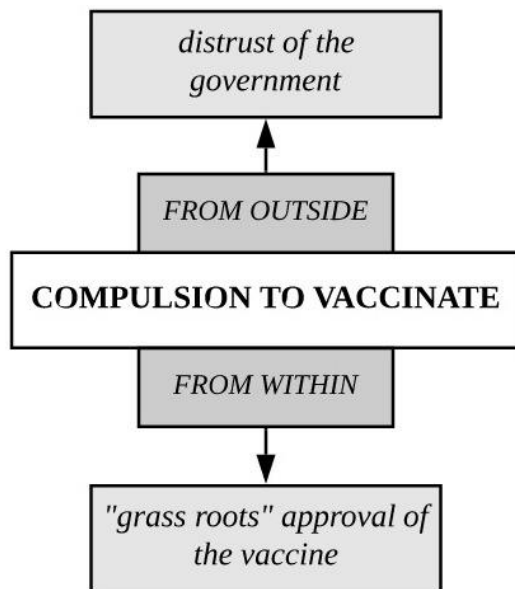 distrust of the
government
FROM OUTSIDE
COMPULSION TO VACCINATE
FROM WITHIN
"grass roots" approval of
the vaccine